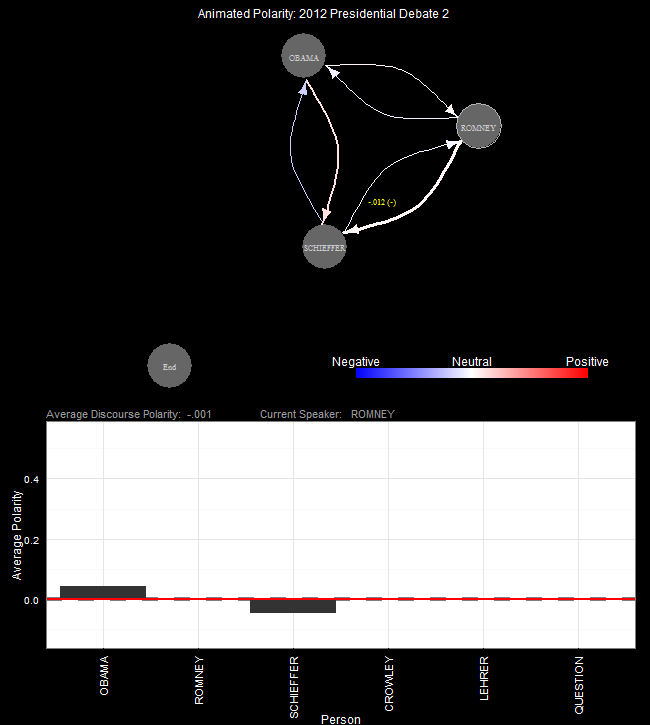 Animated Polarity: 2012 Presidential Debate 2
OBAMA
ROMNEY
-.012 (-)
SCHIEFFER
End
Negative Neutral Positive
Average Discourse Polarity: -.001 Current Speaker: ROMNEY
Average Polarity
0.4
0.2
0.0
OBAMA
ROMNEY
SCHIEFFER
CROWLEY
LEHRER
QUESTION
Person